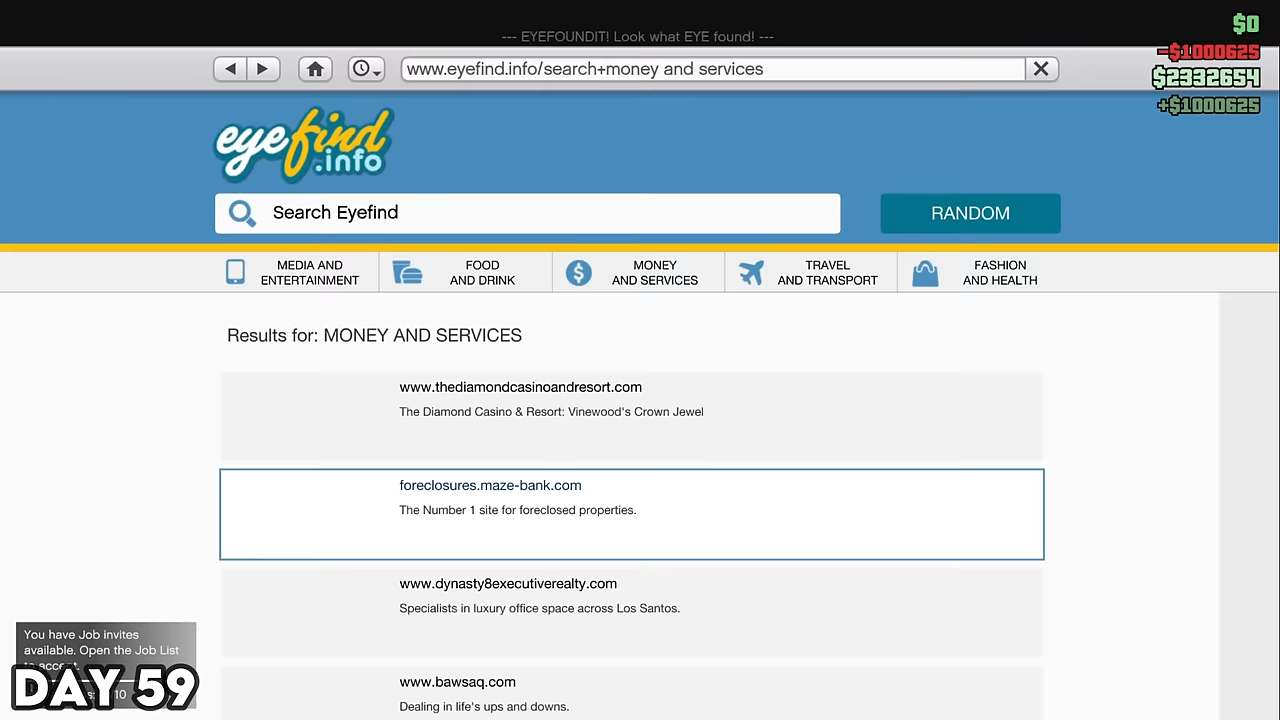 --- EYEFOUNDIT! Look what EYE found! ---
$0
-$1000625
$2332654
+$1000625
www.eyefind.info/search+money and services
eyefind
.info
Search Eyefind
RANDOM
MEDIA AND
ENTERTAINMENT
FOOD
AND DRINK
MONEY
AND SERVICES
TRAVEL
AND TRANSPORT
FASHION
AND HEALTH
Results for: MONEY AND SERVICES
www.thediamondcasinoandresort.com
The Diamond Casino & Resort: Vinewood's Crown Jewel
foreclosures.maze-bank.com
The Number 1 site for foreclosed properties.
www.dynasty8executiverealty.com
Specialists in luxury office space across Los Santos.
www.bawsaq.com
Dealing in life's ups and downs.
You have Job invites
available. Open the Job List
to accept.
10
DAY 59